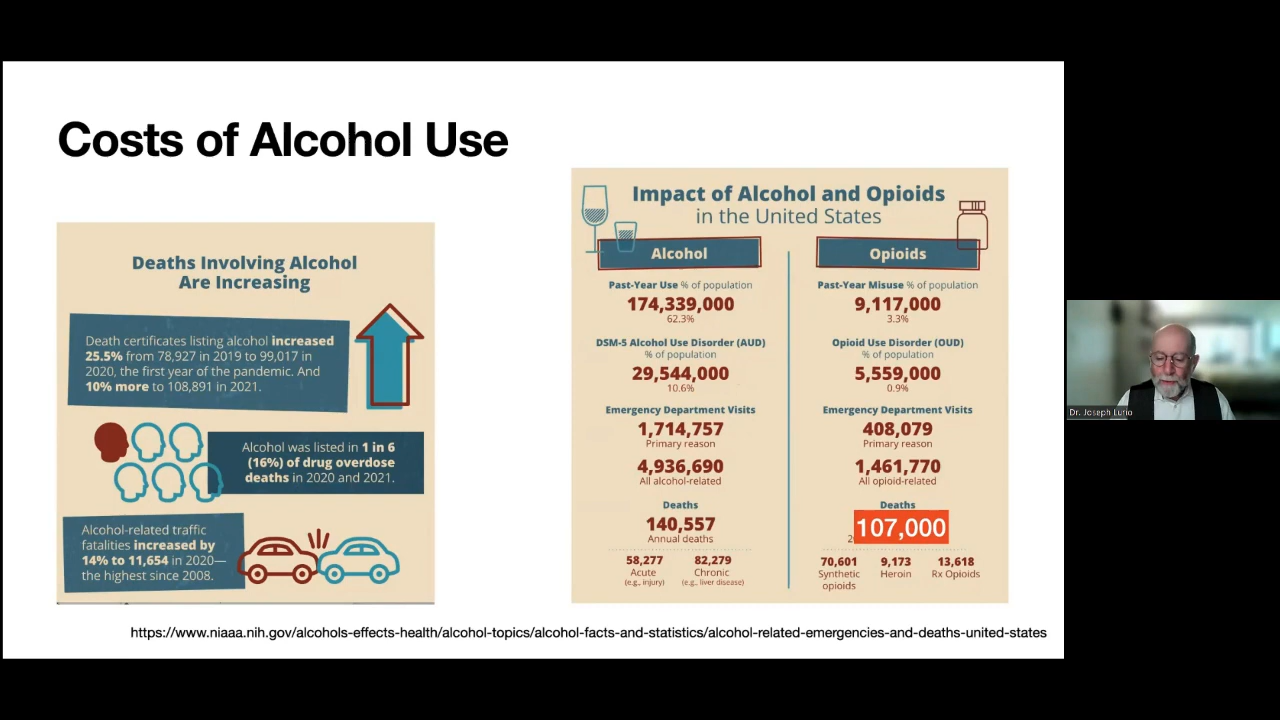 Costs of Alcohol Use
Deaths Involving Alcohol
Are Increasing
Death certificates listing alcohol increased
25.5% from 78,927 in 2019 to 99,017 in
2020, the first year of the pandemic. And
10% more to 108,891 in 2021.
Alcohol was listed in 1 in 6
(16%) of drug overdose
deaths in 2020 and 2021.
Alcohol-related traffic
fatalities increased by
14% to 11,654 in 2020—
the highest since 2008.
Impact of Alcohol and Opioids
in the United States
Alcohol
Past-Year Use % of population
174,339,000
62.3%
DSM-5 Alcohol Use Disorder (AUD)
% of population
29,544,000
10.6%
Emergency Department Visits
1,714,757
Primary reason
4,936,690
All alcohol-related
Deaths
140,557
Annual deaths
58,277
Acute
(e.g., injury)
82,279
Chronic
(e.g., liver disease)
Opioids
Past-Year Misuse % of population
9,117,000
3.3%
Opioid Use Disorder (OUD)
% of population
5,559,000
0.9%
Emergency Department Visits
408,079
Primary reason
1,461,770
All opioid-related
Deaths
107,000
70,601
Synthetic
opioids
9,173
Heroin
13,618
Rx Opioids
https://www.niaaa.nih.gov/alcohols-effects-health/alcohol-topics/alcohol-facts-and-statistics/alcohol-related-emergencies-and-deaths-united-states
Dr. Joseph Lurio